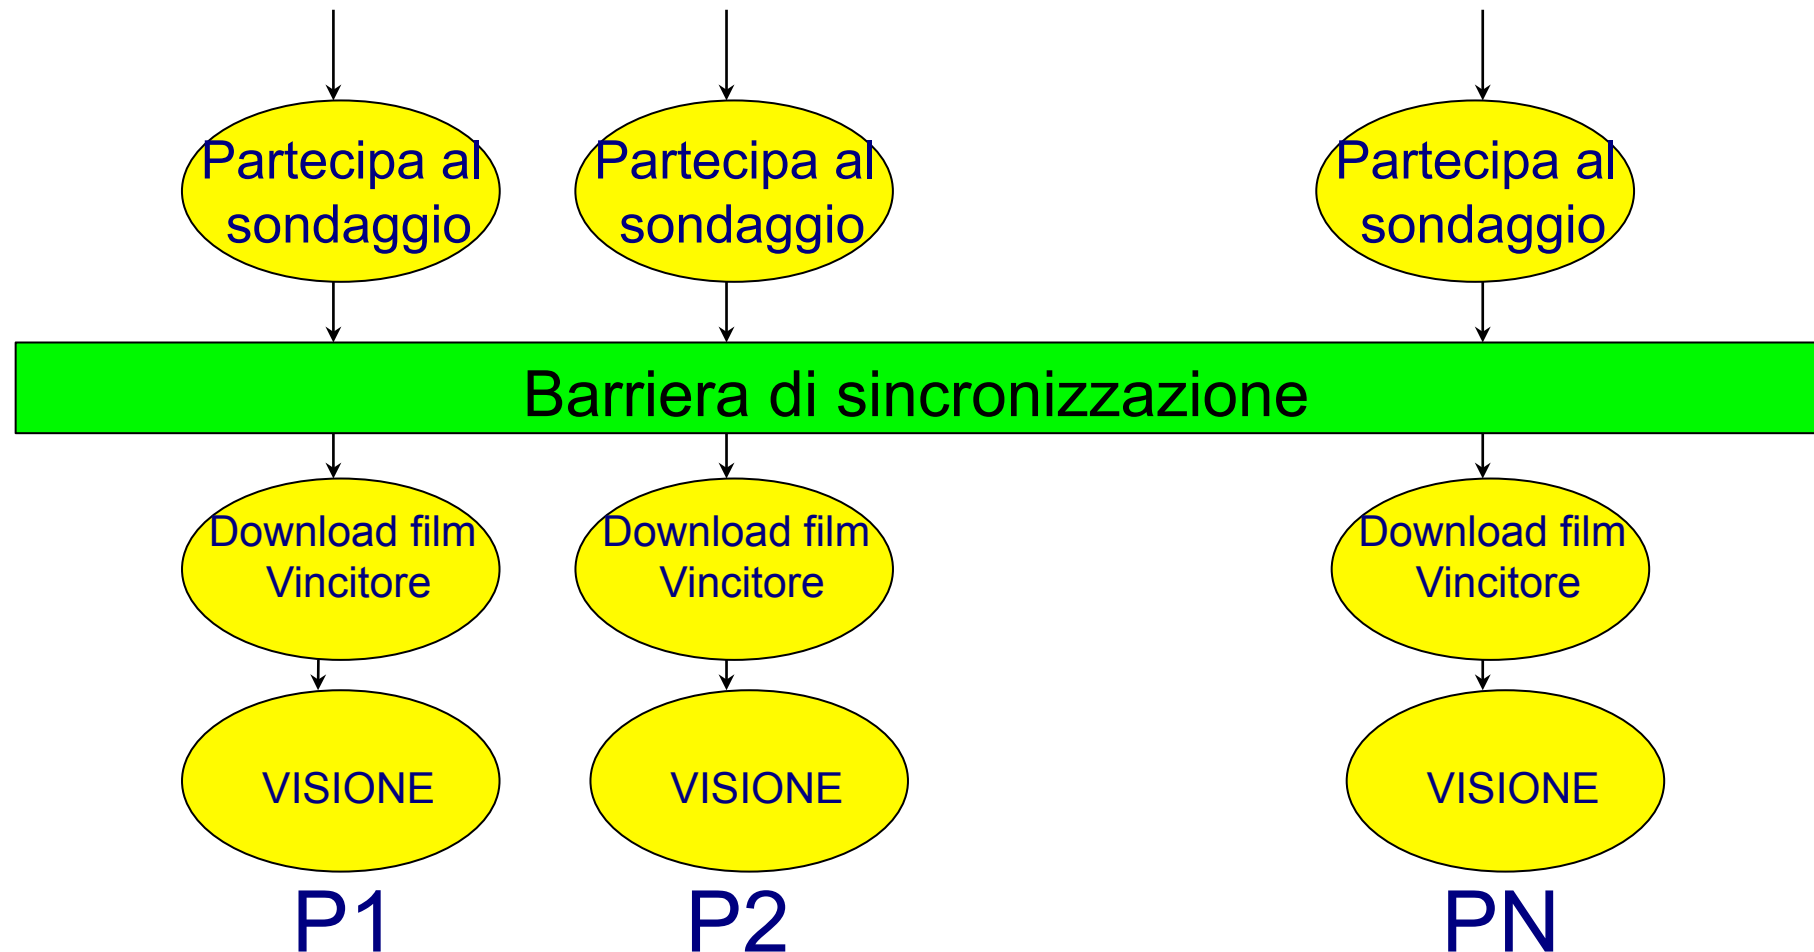 Partecipa al
sondaggio
Partecipa al
sondaggio
Partecipa al
sondaggio
Barriera di sincronizzazione
Download film
Vincitore
Download film
Vincitore
Download film
Vincitore
VISIONE
VISIONE
VISIONE
P1
P2
PN